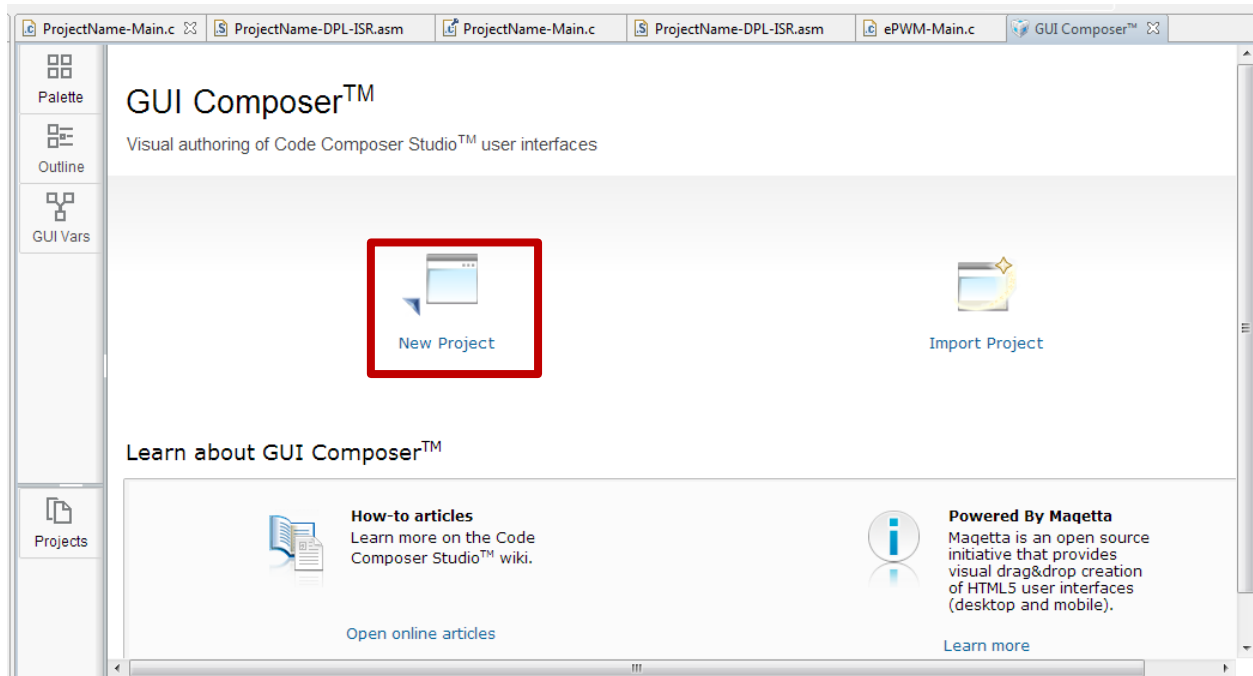 ProjectName-Main.c
ProjectName-DPL-ISR.asm
ProjectName-Main.c
ProjectName-DPL-ISR.asm
ePWM-Main.c
GUI Composer™
Palette
Outline
GUI Vars
Projects
GUI Composer™
Visual authoring of Code Composer Studio™ user interfaces
New Project
Import Project
Learn about GUI Composer™
How-to articles
Learn more on the Code
Composer Studio™ wiki.
Open online articles
Powered By Maqetta
Maqetta is an open source
initiative that provides
visual drag&drop creation
of HTML5 user interfaces
(desktop and mobile).
Learn more